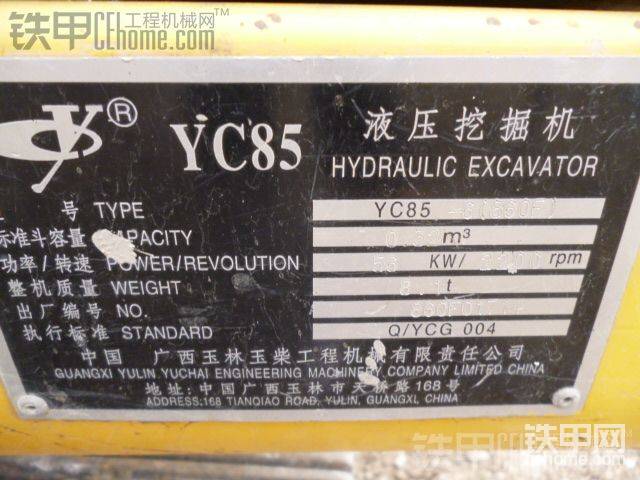 铁甲 工程机械网
CEhome.com
® YC85 液压挖掘机
HYDRAULIC EXCAVATOR
号 TYPE YC85
标准斗容量 CAPACITY m³
功率/转速 POWER/REVOLUTION KW/ rpm
整机质量 WEIGHT t
出厂编号 NO.
执行标准 STANDARD Q/YCG 004
中国 广西玉林玉柴工程机械有限责任公司
GUANGXI YULIN YUCHAI ENGINEERING MACHINERY COMPANY LIMITED CHINA
地址:中国广西玉林市天桥路168号
ADDRESS:168 TIANQIAO ROAD, YULIN, GUANGXL CHINA
铁甲网
cehome.com